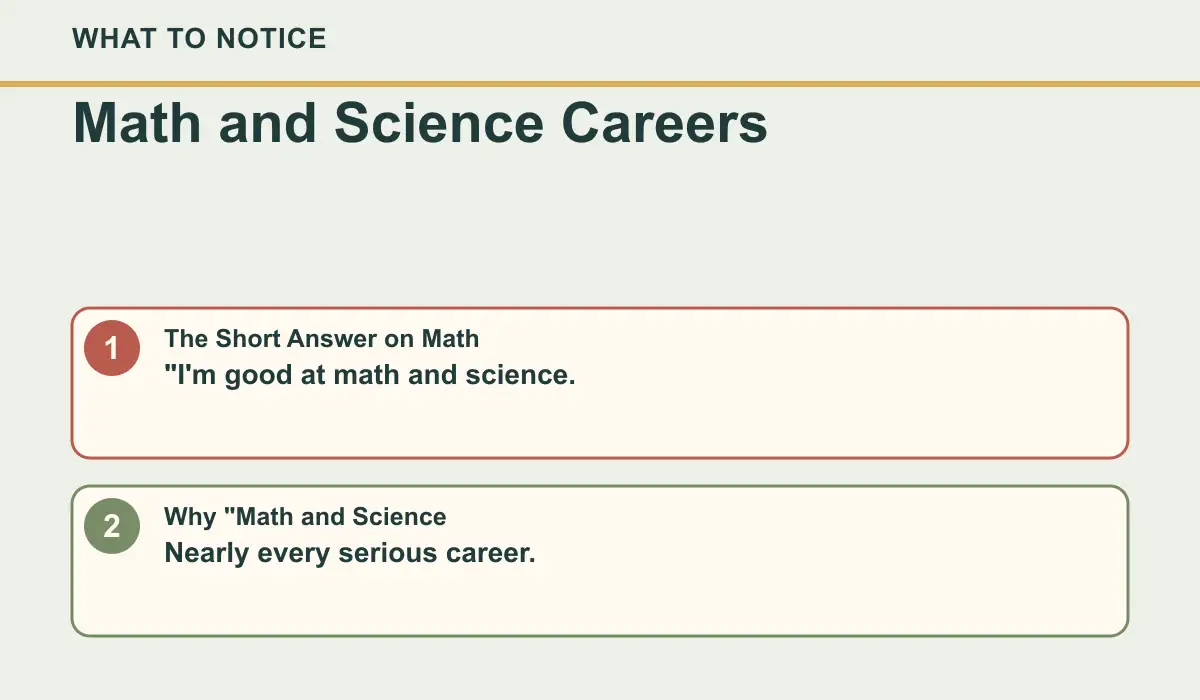 WHAT TO NOTICE
Math and Science Careers
1
The Short Answer on Math
"I'm good at math and science.
2
Why "Math and Science
Nearly every serious career.